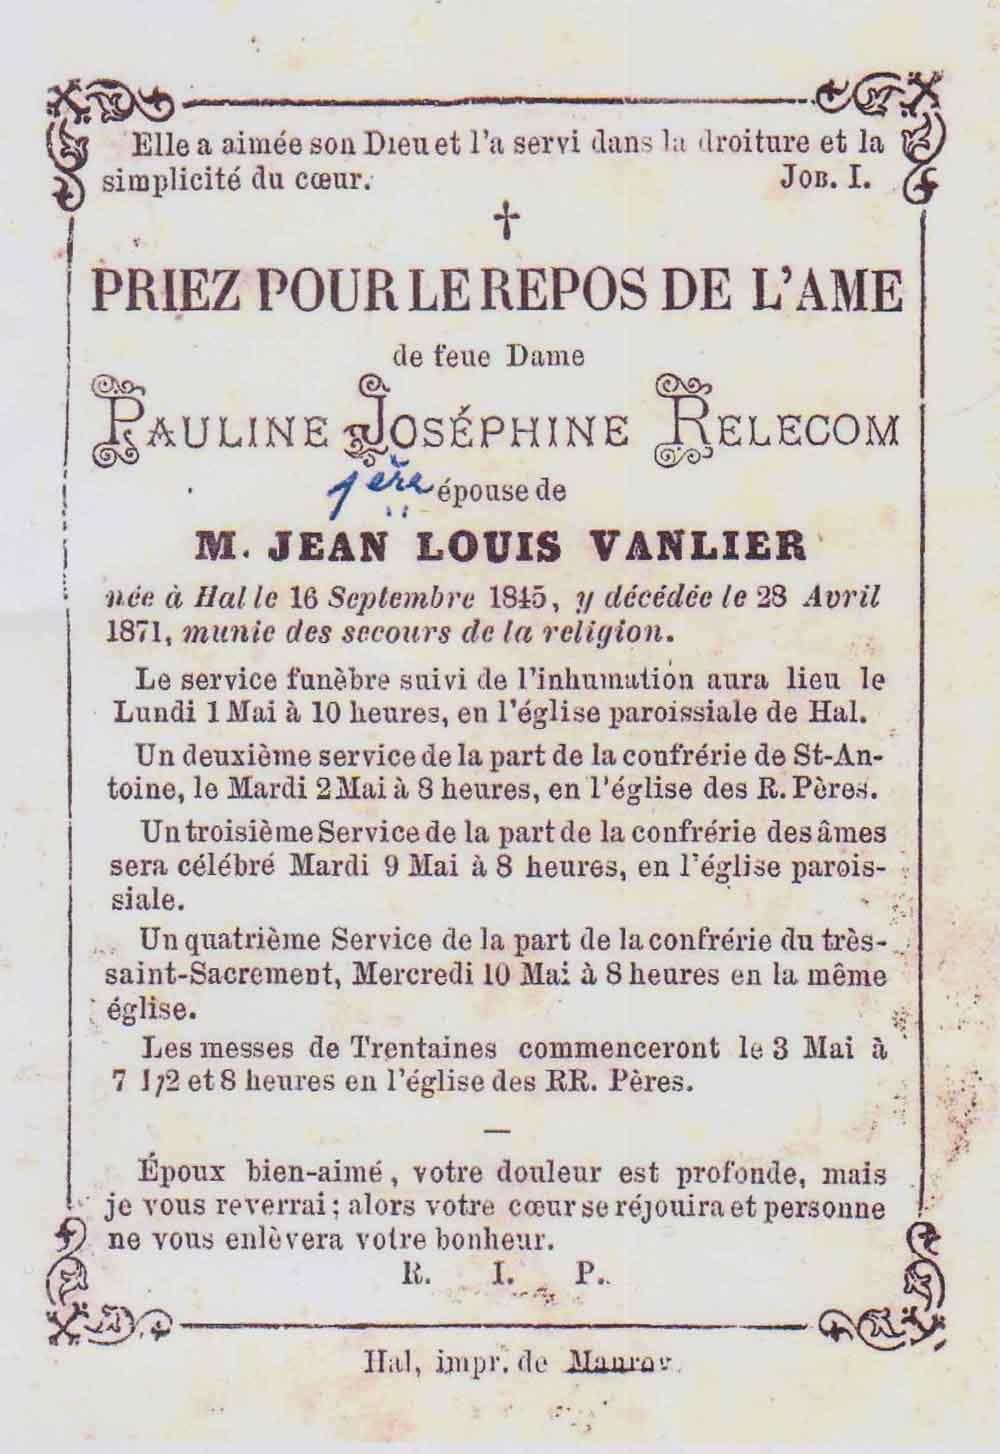 Elle a aimée son Dieu et l'a servi dans la droiture et la
simplicité du cœur. JOB. I.
†
PRIEZ POUR LE REPOS DE L'AME
de feue Dame
PAULINE JOSÉPHINE RELECOM
1ère épouse de
M. JEAN LOUIS VANLIER
née à Hal le 16 Septembre 1845, y décédée le 28 Avril
1871, munie des secours de la religion.
Le service funèbre suivi de l'inhumation aura lieu le
Lundi 1 Mai à 10 heures, en l'église paroissiale de Hal.
Un deuxième service de la part de la confrérie de St-An-
toine, le Mardi 2 Mai à 8 heures, en l'église des R. Pères.
Un troisième Service de la part de la confrérie des âmes
sera célébré Mardi 9 Mai à 8 heures, en l'église parois-
siale.
Un quatrième Service de la part de la confrérie du très-
saint-Sacrement, Mercredi 10 Mai à 8 heures en la même
église.
Les messes de Trentaines commenceront le 3 Mai à
7 1/2 et 8 heures en l'église des RR. Pères.
—
Époux bien-aimé, votre douleur est profonde, mais
je vous reverrai; alors votre cœur se réjouira et personne
ne vous enlèvera votre bonheur.
R. I. P.
Hal, impr. de